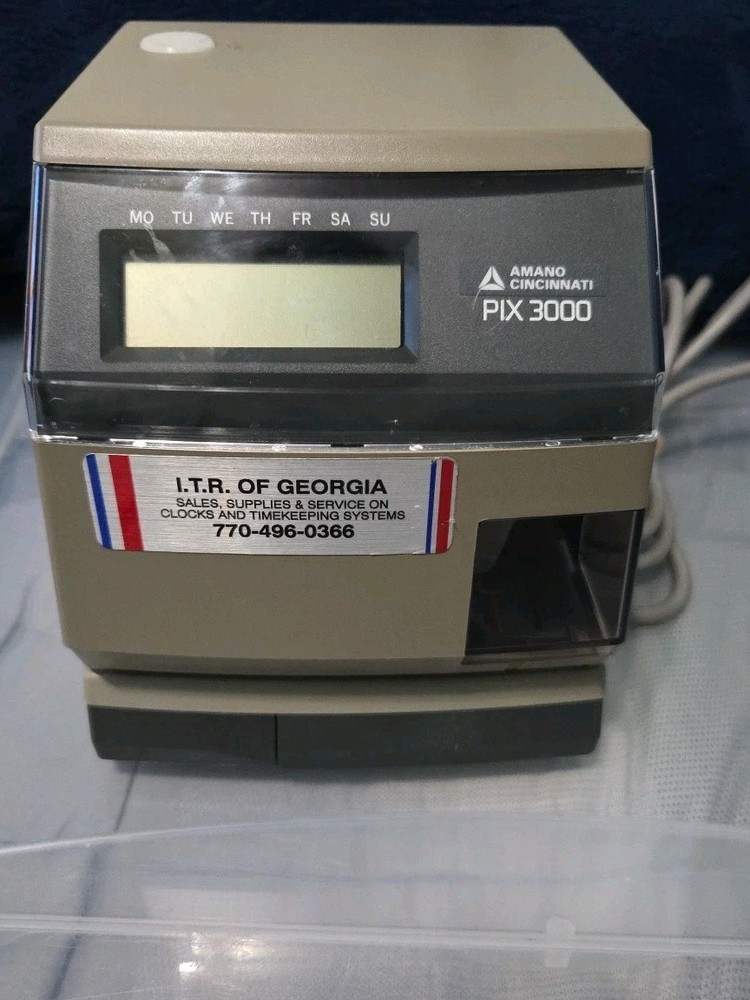 MO TU WE TH FR SA SU
AMANO
CINCINNATI
PIX 3000
I.T.R. OF GEORGIA
SALES, SUPPLIES & SERVICE ON
CLOCKS AND TIMEKEEPING SYSTEMS
770-496-0366